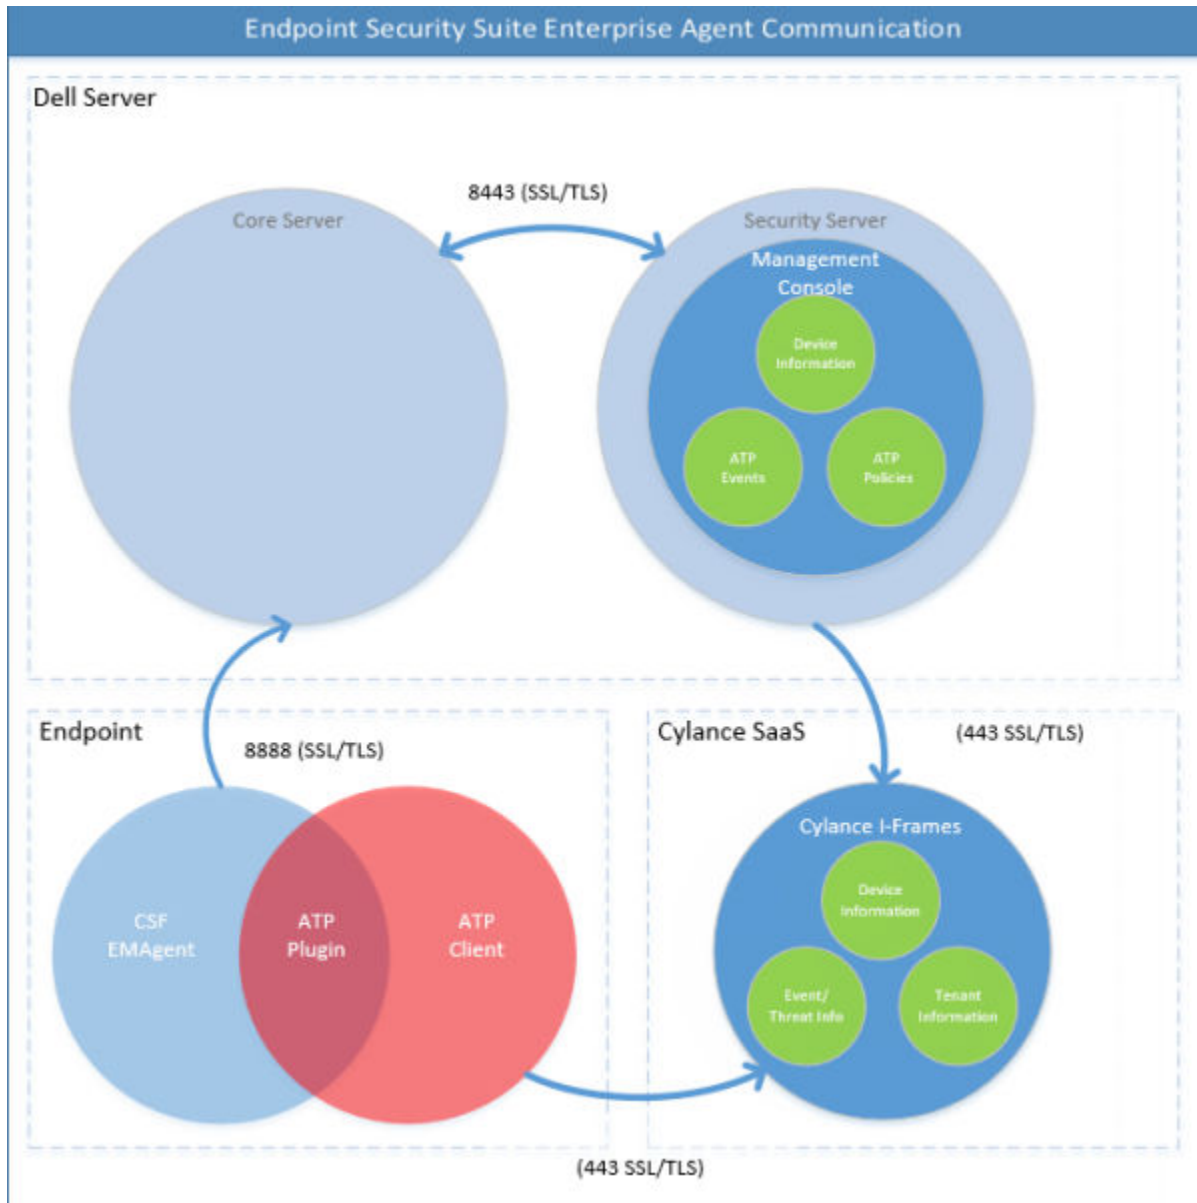 Endpoint Security Suite Enterprise Agent Communication
Dell Server
8443 (SSL/TLS)
Core Server
Security Server
Management
Console
Device
Information
ATP
Events
ATP
Policies
Endpoint
8888 (SSL/TLS)
Cylance SaaS
(443 SSL/TLS)
CSF
EMAgent
ATP
Plugin
ATP
Client
Cylance I-Frames
Device
Information
Event/
Threat Info
Tenant
Information
(443 SSL/TLS)